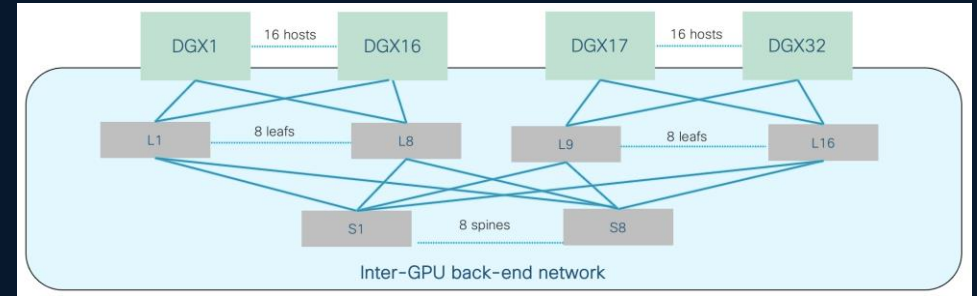 DGX1
16 hosts
DGX16
DGX17
16 hosts
DGX32
L1
8 leafs
L8
L9
8 leafs
L16
S1
8 spines
S8
Inter-GPU back-end network